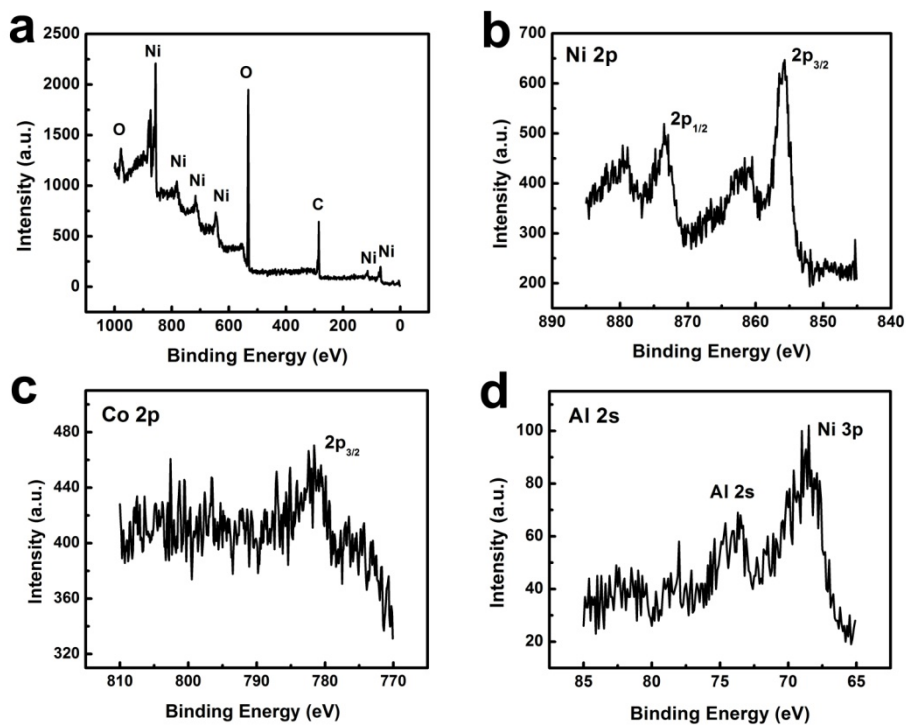 a
2500
2000
1500
1000
500
0
Intensity (a.u.)
O
Ni
Ni
Ni
Ni
O
C
Ni
Ni
1000
800
600
400
200
0
Binding Energy (eV)
b
Ni 2p
700
600
500
400
300
200
Intensity (a.u.)
2p1/2
2p3/2
890
880
870
860
850
840
Binding Energy (eV)
c
Co 2p
480
440
400
360
320
Intensity (a.u.)
2p3/2
810
800
790
780
770
Binding Energy (eV)
d
Al 2s
100
80
60
40
20
Intensity (a.u.)
Al 2s
Ni 3p
85
80
75
70
65
Binding Energy (eV)